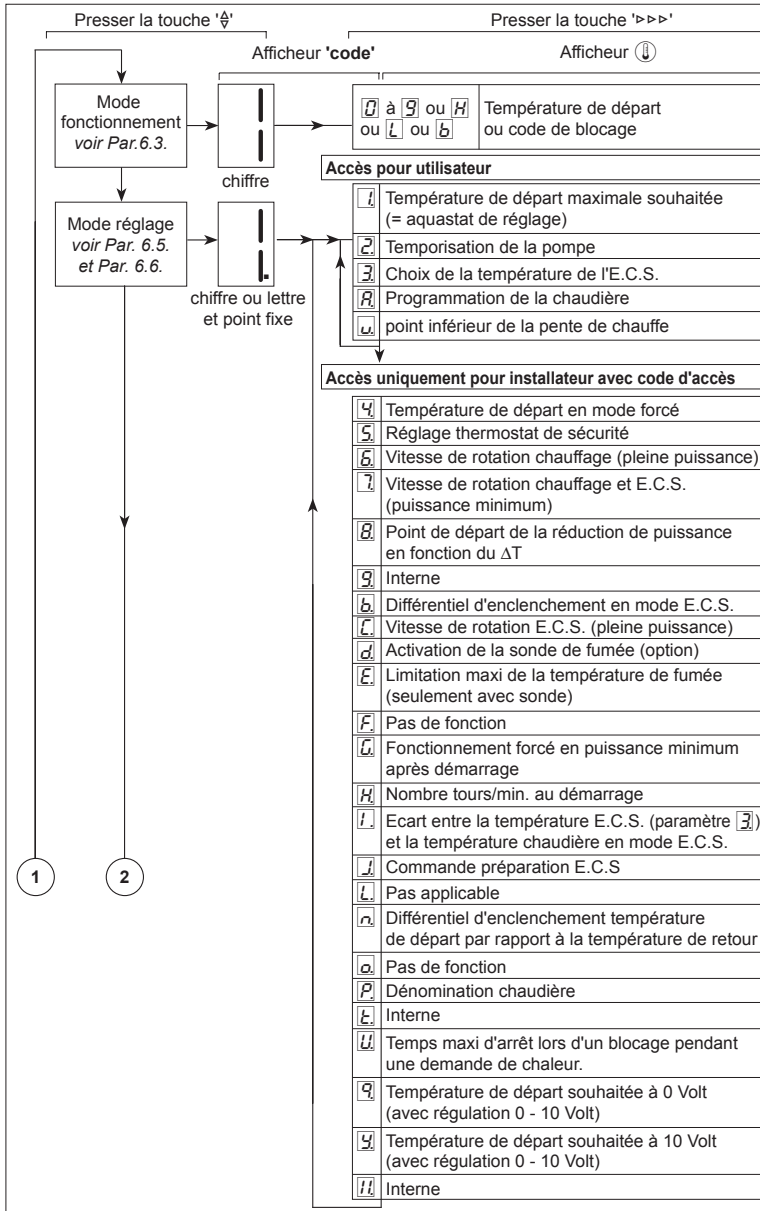 Presser la touche '⇳'
Presser la touche '▷▷▷'
Afficheur 'code'
Afficheur
Mode
fonctionnement
voir Par.6.3.
chiffre
0 à 9 ou H
ou L ou b
Température de départ
ou code de blocage
Accès pour utilisateur
Mode réglage
voir Par. 6.5.
et Par. 6.6.
chiffre ou lettre
et point fixe
1. Température de départ maximale souhaitée
(= aquastat de réglage)
2. Temporisation de la pompe
3. Choix de la température de l'E.C.S.
A. Programmation de la chaudière
u. point inférieur de la pente de chauffe
Accès uniquement pour installateur avec code d'accès
4. Température de départ en mode forcé
5. Réglage thermostat de sécurité
6. Vitesse de rotation chauffage (pleine puissance)
7. Vitesse de rotation chauffage et E.C.S.
(puissance minimum)
8. Point de départ de la réduction de puissance
en fonction du ΔT
9. Interne
b. Différentiel d'enclenchement en mode E.C.S.
C. Vitesse de rotation E.C.S. (pleine puissance)
d. Activation de la sonde de fumée (option)
E. Limitation maxi de la température de fumée
(seulement avec sonde)
F. Pas de fonction
G. Fonctionnement forcé en puissance minimum
après démarrage
H. Nombre tours/min. au démarrage
I. Ecart entre la température E.C.S. (paramètre 3.)
et la température chaudière en mode E.C.S.
J. Commande préparation E.C.S
L. Pas applicable
n. Différentiel d'enclenchement température
de départ par rapport à la température de retour
o. Pas de fonction
P. Dénomination chaudière
t. Interne
U. Temps maxi d'arrêt lors d'un blocage pendant
une demande de chaleur.
q. Température de départ souhaitée à 0 Volt
(avec régulation 0 - 10 Volt)
y. Température de départ souhaitée à 10 Volt
(avec régulation 0 - 10 Volt)
11. Interne
1
2